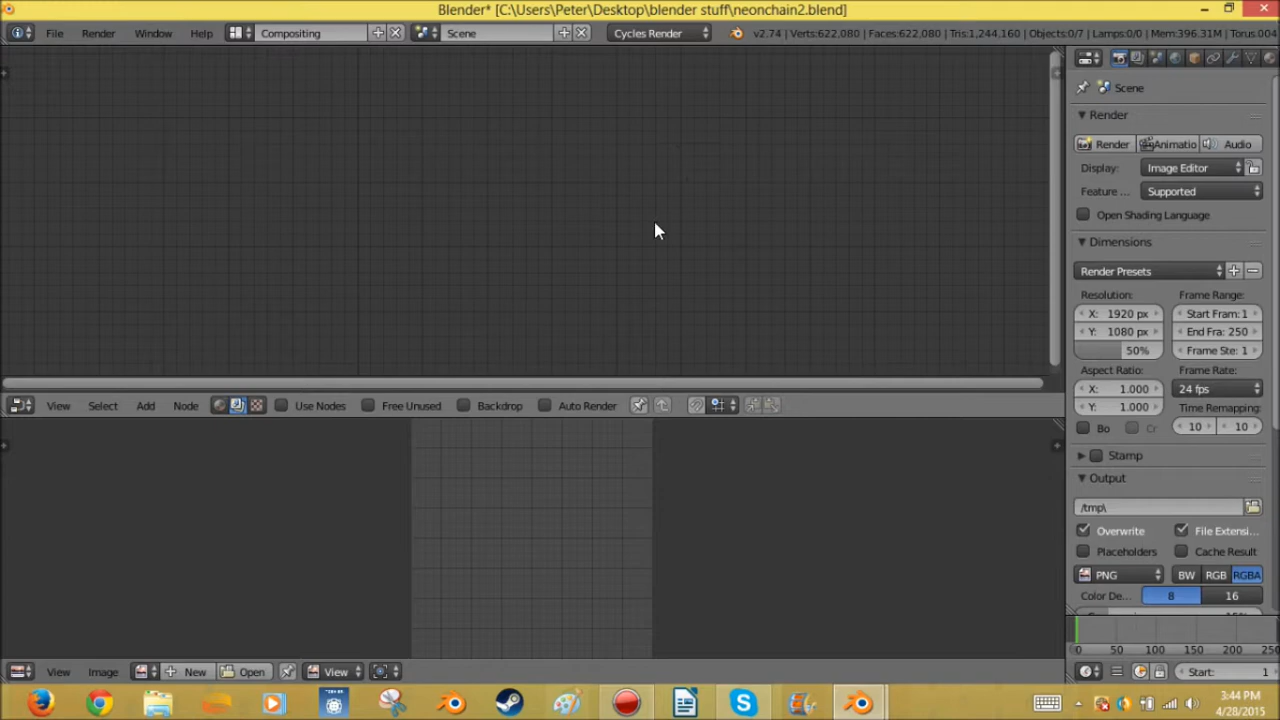 Blender* [C:\Users\Peter\Desktop\blender stuff\neonchain2.blend]
File Render Window Help Compositing Scene Cycles Render v2.74 | Verts:622,080 | Faces:622,080 | Tris:1,244,160 | Objects:0/7 | Lamps:0/0 | Mem:396.31M | Torus.004
Scene
Render
Render Animatio Audio
Display: Image Editor
Feature ... Supported
Open Shading Language
Dimensions
Render Presets
Resolution: Frame Range:
X: 1920 px Start Fram: 1
Y: 1080 px End Fra: 250
50% Frame Ste: 1
Aspect Ratio: Frame Rate:
X: 1.000 24 fps
Y: 1.000 Time Remapping:
Bo Cr 10 10
Stamp
Output
/tmp\
Overwrite File Extensi...
Placeholders Cache Result
PNG BW RGB RGBA
Color De... 8 16
View Select Add Node Use Nodes Free Unused Backdrop Auto Render
0 50 100 150 200 250
View Image New Open View Start: 1
3:44 PM
4/28/2015